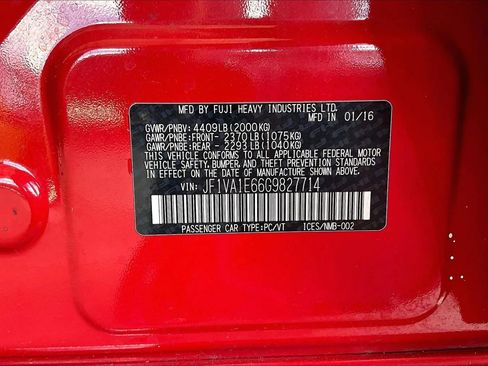 MFD BY FUJI HEAVY INDUSTRIES LTD.
MFD IN 01/16
GVWR/PNBV: 4409LB(2000KG)
GAWR/PNBE:FRONT- 2370LB(1075KG)
GAWR/PNBE:REAR - 2293LB(1040KG)
THIS VEHICLE CONFORMS TO ALL APPLICABLE FEDERAL MOTOR
VEHICLE SAFETY, BUMPER, AND THEFT PREVENTION STANDARDS
IN EFFECT ON THE DATE OF MANUFACTURE SHOWN ABOVE.
VIN: JF1VA1E66G9827714
PASSENGER CAR TYPE:PC/VT ICES/NMB-002